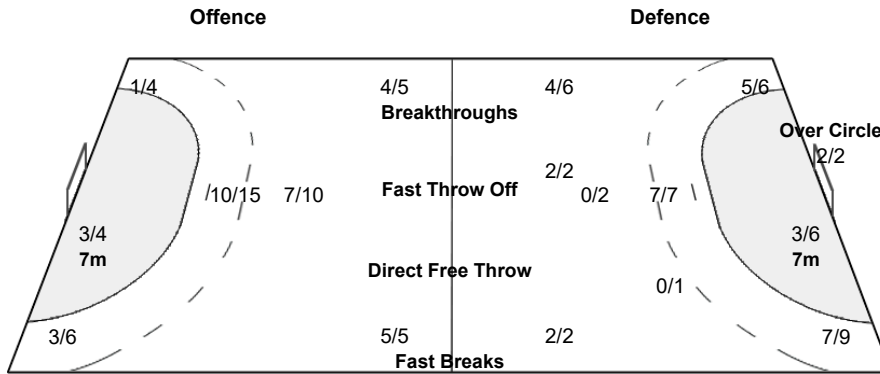 Offence Defence
1/4 4/5 4/6 5/6
Breakthroughs
Over Circle
2/2
2/2
10/15 7/10 Fast Throw Off 0/2 7/7
3/4 3/6
7m 7m
Direct Free Throw
0/1
3/6 5/5 2/2 7/9
Fast Breaks